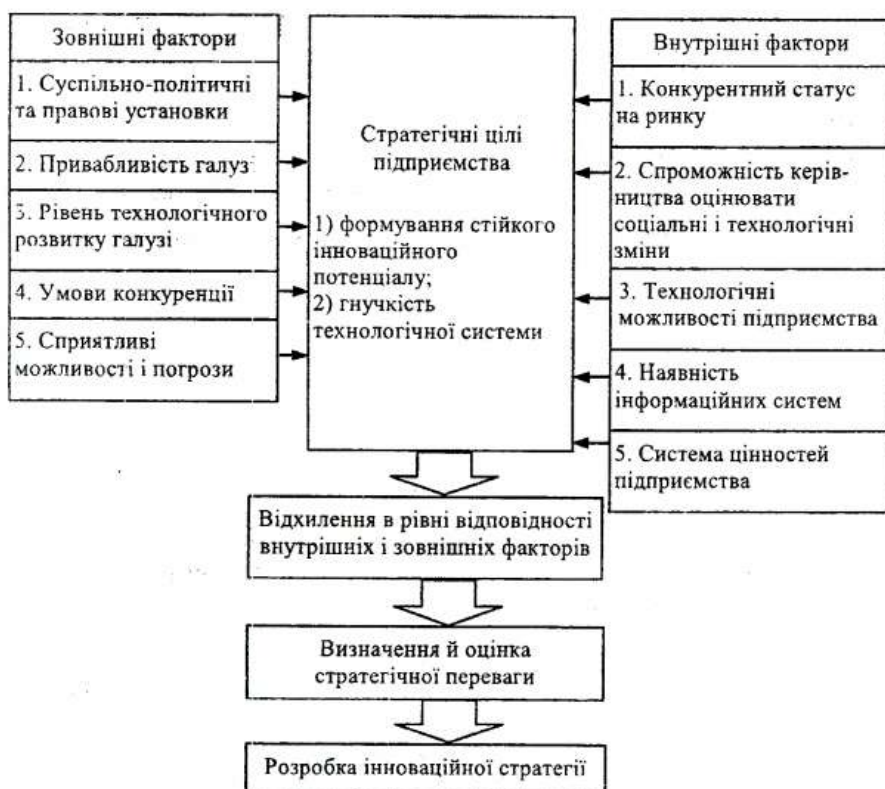 Зовнішні фактори
1. Суспільно-політичні
та правові установки
2. Привабливість галуз
3. Рівень технологічного
розвитку галузі
4. Умови конкуренції
5. Сприятливі
можливості і погрози
Стратегічні цілі
підприємства
1) формування стійкого
інноваційного
потенціалу;
2) гнучкість
технологічної системи
Внутрішні фактори
1. Конкурентний статус
на ринку
2. Спроможність керів-
ництва оцінювати
соціальні і технологічні
зміни
3. Технологічні
можливості підприємства
4. Наявність
інформаційних систем
5. Система цінностей
підприємства
Відхилення в рівні відповідності
внутрішніх і зовнішніх факторів
Визначення й оцінка
стратегічної переваги
Розробка інноваційної стратегії